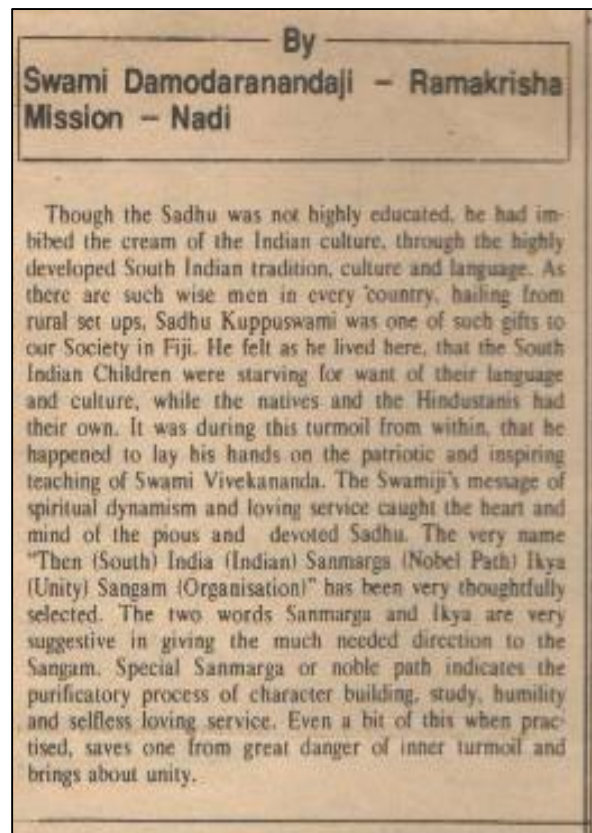 By
Swami Damodaranandaji – Ramakrisha
Mission – Nadi
Though the Sadhu was not highly educated, he had im-
bibed the cream of the Indian culture, through the highly
developed South Indian tradition, culture and language. As
there are such wise men in every country, hailing from
rural set ups, Sadhu Kuppuswami was one of such gifts to
our Society in Fiji. He felt as he lived here, that the South
Indian Children were starving for want of their language
and culture, while the natives and the Hindustanis had
their own. It was during this turmoil from within, that he
happened to lay his hands on the patriotic and inspiring
teaching of Swami Vivekananda. The Swamiji's message of
spiritual dynamism and loving service caught the heart and
mind of the pious and devoted Sadhu. The very name
"Then (South) India (Indian) Sanmarga (Nobel Path) Ikya
(Unity) Sangam (Organisation)" has been very thoughtfully
selected. The two words Sanmarga and Ikya are very
suggestive in giving the much needed direction to the
Sangam. Special Sanmarga or noble path indicates the
purificatory process of character building, study, humility
and selfless loving service. Even a bit of this when prac-
tised, saves one from great danger of inner turmoil and
brings about unity.